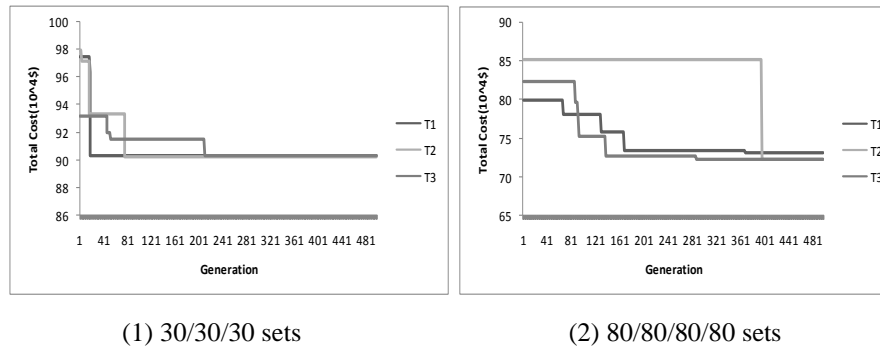 100
98
96
94
92
90
88
86
Total Cost(10^4$)
1 41 81 121 161 201 241 281 321 361 401 441 481
Generation
T1
T2
T3
90
85
80
75
70
65
Total Cost(10^4$)
1 41 81 121 161 201 241 281 321 361 401 441 481
Generation
T1
T2
T3
(1) 30/30/30 sets
(2) 80/80/80/80 sets